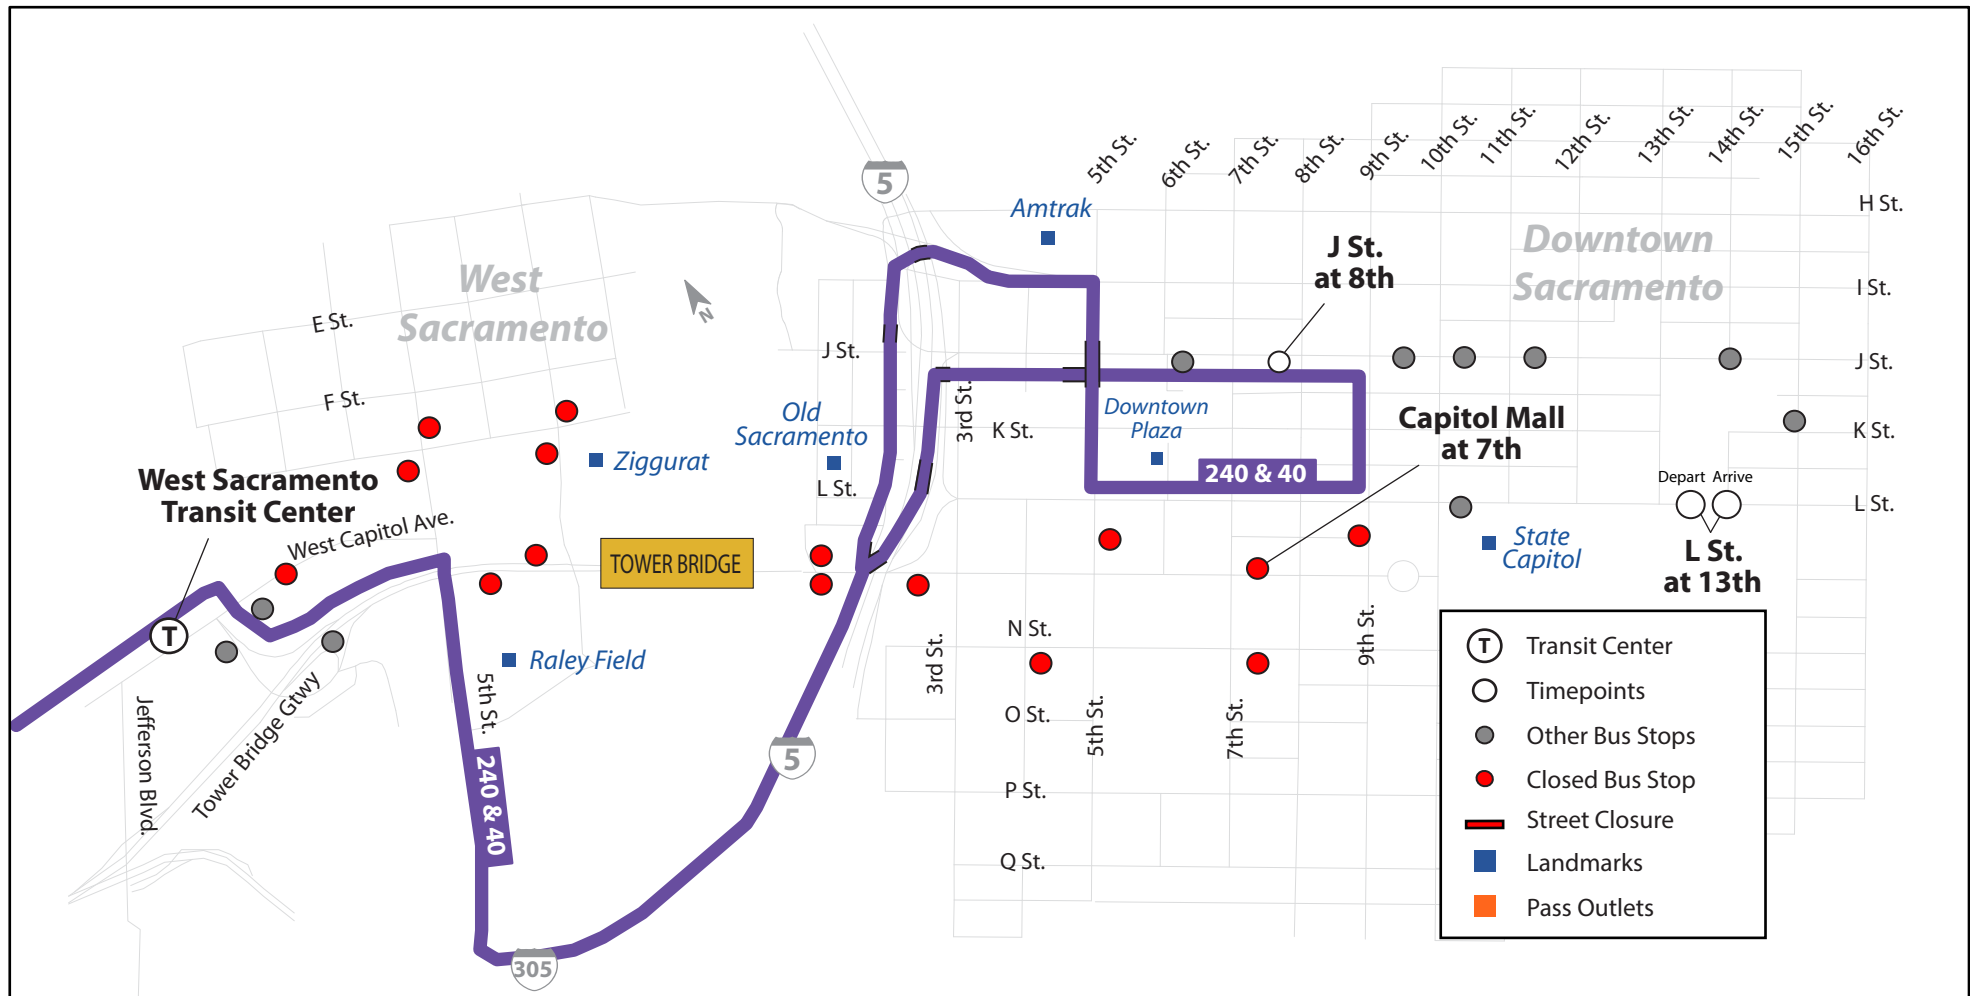 5th St.
6th St.
7th St.
8th St.
9th St.
10th St.
11th St.
12th St.
13th St.
14th St.
15th St.
16th St.
5
Amtrak
H St.
J St.
at 8th
Downtown
Sacramento
West
Sacramento
I St.
E St.
N
J St.
J St.
F St.
3rd St.
Old
Sacramento
K St.
Downtown
Plaza
Capitol Mall
at 7th
K St.
Ziggurat
West Sacramento
Transit Center
L St.
240 & 40
Depart
Arrive
L St.
West Capitol Ave.
TOWER BRIDGE
State
Capitol
L St.
at 13th
T
N St.
9th St.
3rd St.
Raley Field
5th St.
Jefferson Blvd.
Tower Bridge Gtwy
O St.
5th St.
7th St.
5
240 & 40
P St.
Q St.
305
T
Transit Center
Timepoints
Other Bus Stops
Closed Bus Stop
Street Closure
Landmarks
Pass Outlets